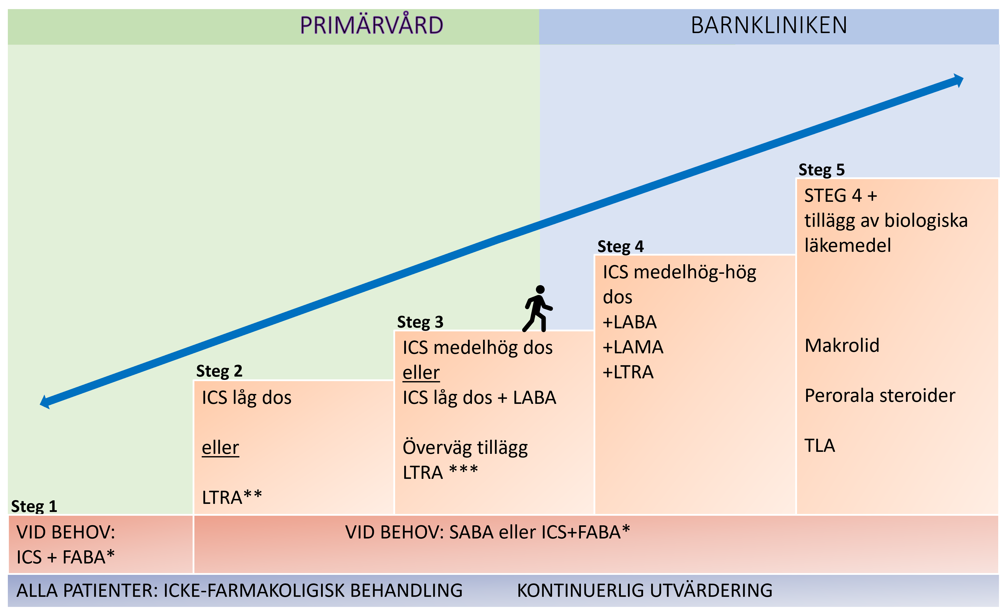 PRIMÄRVÅRD
BARNKLINIKEN
Steg 1
VID BEHOV:
ICS + FABA*
Steg 2
ICS låg dos
eller
LTRA**
Steg 3
ICS medelhög dos
eller
ICS låg dos + LABA
Överväg tillägg
LTRA ***
Steg 4
ICS medelhög-hög
dos
+LABA
+LAMA
+LTRA
Steg 5
STEG 4 +
tillägg av biologiska
läkemedel
Makrolid
Perorala steroider
TLA
VID BEHOV: SABA eller ICS+FABA*
ALLA PATIENTER: ICKE-FARMAKOLIGISK BEHANDLING
KONTINUERLIG UTVÄRDERING